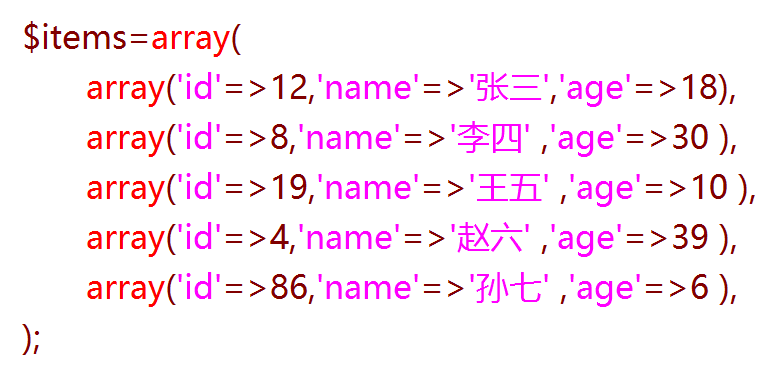 $items=array(
array('id'=>12,'name'=>'张三','age'=>18),
array('id'=>8,'name'=>'李四' ,'age'=>30 ),
array('id'=>19,'name'=>'王五' ,'age'=>10 ),
array('id'=>4,'name'=>'赵六' ,'age'=>39 ),
array('id'=>86,'name'=>'孙七' ,'age'=>6 ),
);